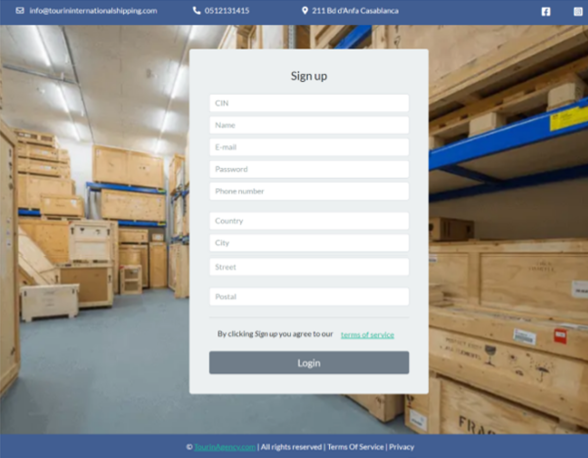 info@tourininternationalshipping.com 0512131415 211 Bd d'Anfa Casablanca
Sign up
CIN
Name
E-mail
Password
Phone number
Country
City
Street
Postal
By clicking Sign up you agree to our terms of service
Login
© TourinAgency.com | All rights reserved | Terms Of Service | Privacy